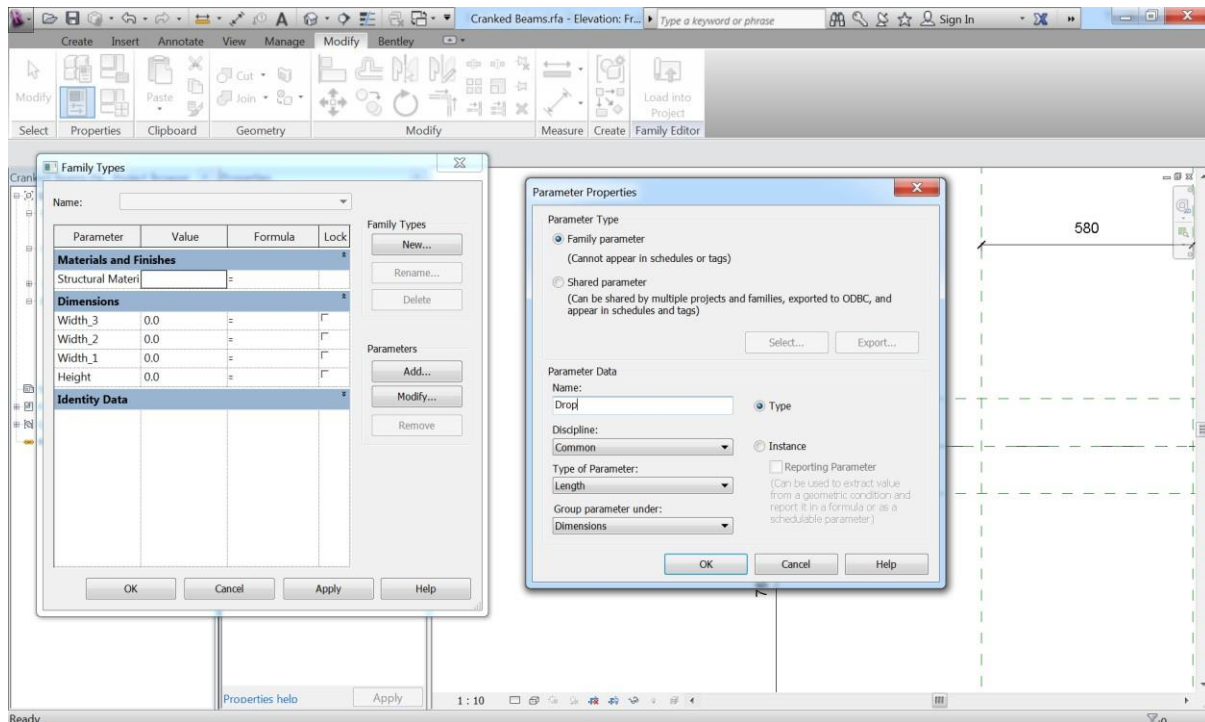 Cranked Beams.rfa - Elevation: Fr...
Type a keyword or phrase
Sign In
Create Insert Annotate View Manage Modify Bentley
Modify
Paste
Cut
Join
Load into
Project
Select Properties Clipboard Geometry Modify Measure Create Family Editor
Family Types
Name:
Parameter Value Formula Lock
Materials and Finishes
Structural Materi =
Dimensions
Width_3 0.0 =
Width_2 0.0 =
Width_1 0.0 =
Height 0.0 =
Identity Data
Family Types
New...
Rename...
Delete
Parameters
Add...
Modify...
Remove
OK Cancel Apply Help
Parameter Properties
Parameter Type
Family parameter
(Cannot appear in schedules or tags)
Shared parameter
(Can be shared by multiple projects and families, exported to ODBC, and
appear in schedules and tags)
Select... Export...
Parameter Data
Name:
Drop
Type
Discipline:
Common
Instance
Type of Parameter:
Length
Reporting Parameter
(Can be used to extract value
from a geometric condition and
report it in a formula or as a
schedulable parameter)
Group parameter under:
Dimensions
OK Cancel Help
580
Properties help Apply
1 : 10
Ready
:0